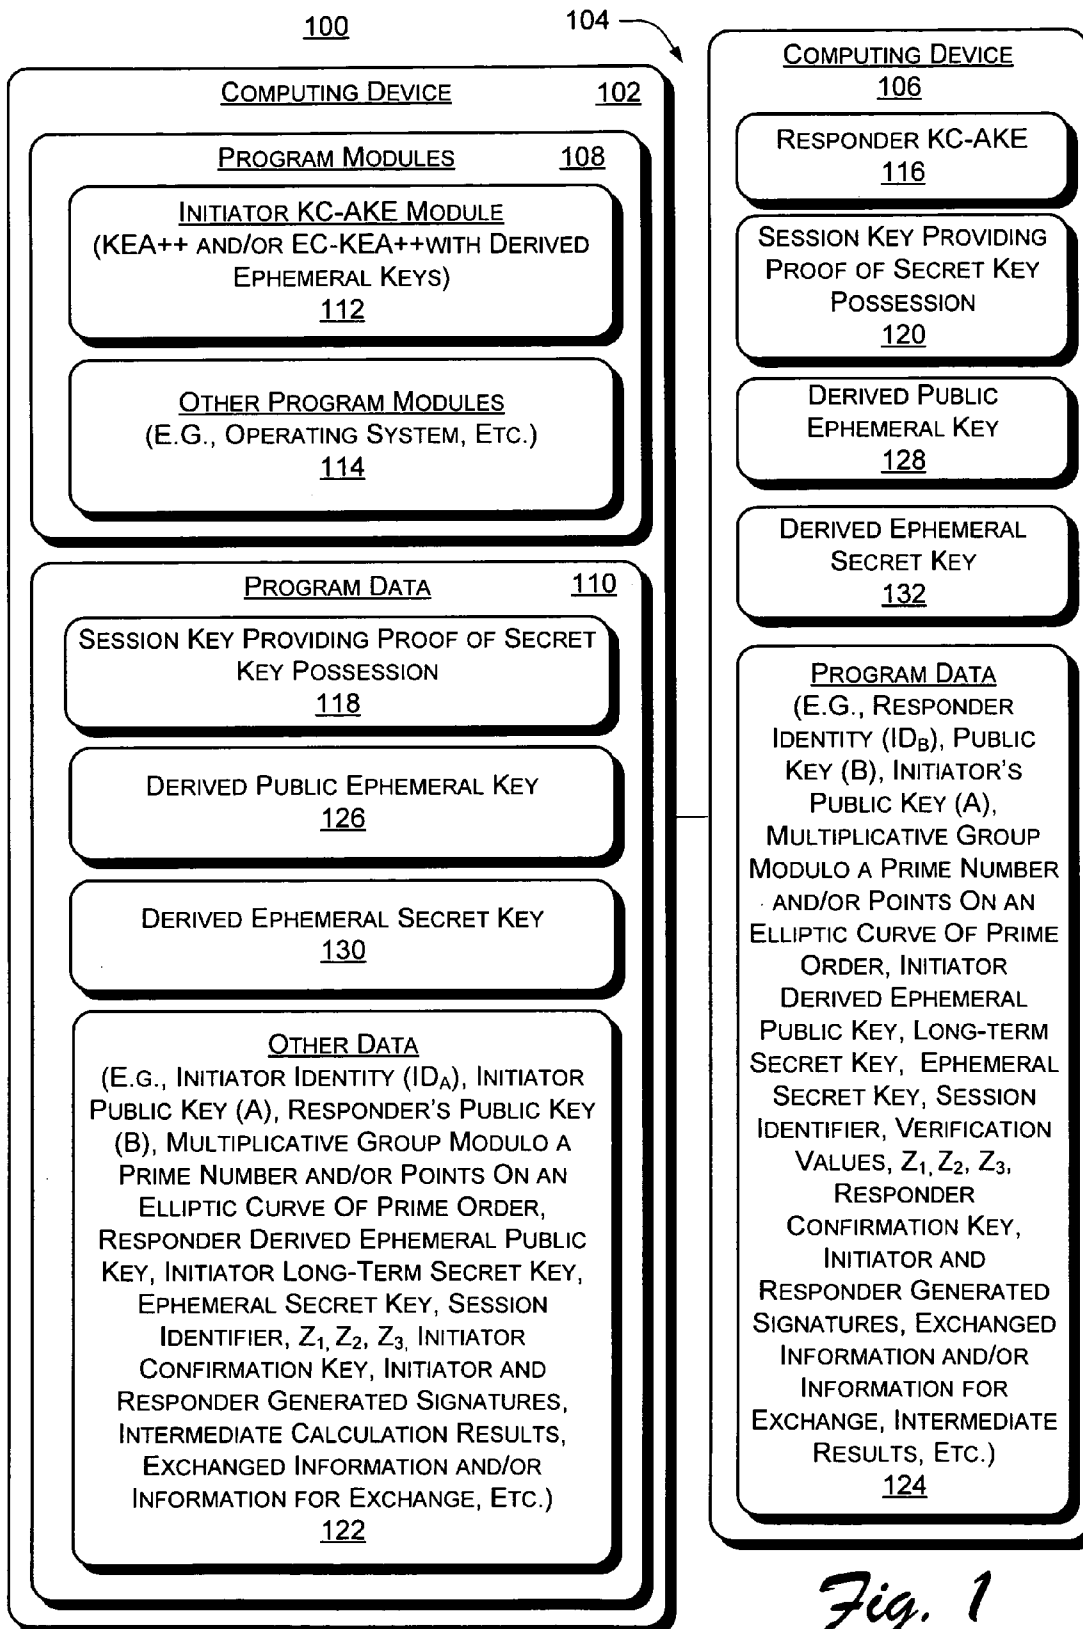 100
104
COMPUTING DEVICE 102
PROGRAM MODULES 108
INITIATOR KC-AKE MODULE
(KEA++ AND/OR EC-KEA++WITH DERIVED
EPHEMERAL KEYS)
112
OTHER PROGRAM MODULES
(E.G., OPERATING SYSTEM, ETC.)
114
PROGRAM DATA 110
SESSION KEY PROVIDING PROOF OF SECRET
KEY POSSESSION
118
DERIVED PUBLIC EPHEMERAL KEY
126
DERIVED EPHEMERAL SECRET KEY
130
OTHER DATA
(E.G., INITIATOR IDENTITY (IDA), INITIATOR
PUBLIC KEY (A), RESPONDER'S PUBLIC KEY
(B), MULTIPLICATIVE GROUP MODULO A
PRIME NUMBER AND/OR POINTS ON AN
ELLIPTIC CURVE OF PRIME ORDER,
RESPONDER DERIVED EPHEMERAL PUBLIC
KEY, INITIATOR LONG-TERM SECRET KEY,
EPHEMERAL SECRET KEY, SESSION
IDENTIFIER, Z1, Z2, Z3, INITIATOR
CONFIRMATION KEY, INITIATOR AND
RESPONDER GENERATED SIGNATURES,
INTERMEDIATE CALCULATION RESULTS,
EXCHANGED INFORMATION AND/OR
INFORMATION FOR EXCHANGE, ETC.)
122
COMPUTING DEVICE
106
RESPONDER KC-AKE
116
SESSION KEY PROVIDING
PROOF OF SECRET KEY
POSSESSION
120
DERIVED PUBLIC
EPHEMERAL KEY
128
DERIVED EPHEMERAL
SECRET KEY
132
PROGRAM DATA
(E.G., RESPONDER
IDENTITY (IDB), PUBLIC
KEY (B), INITIATOR'S
PUBLIC KEY (A),
MULTIPLICATIVE GROUP
MODULO A PRIME NUMBER
AND/OR POINTS ON AN
ELLIPTIC CURVE OF PRIME
ORDER, INITIATOR
DERIVED EPHEMERAL
PUBLIC KEY, LONG-TERM
SECRET KEY, EPHEMERAL
SECRET KEY, SESSION
IDENTIFIER, VERIFICATION
VALUES, Z1, Z2, Z3,
RESPONDER
CONFIRMATION KEY,
INITIATOR AND
RESPONDER GENERATED
SIGNATURES, EXCHANGED
INFORMATION AND/OR
INFORMATION FOR
EXCHANGE, INTERMEDIATE
RESULTS, ETC.)
124
Fig. 1